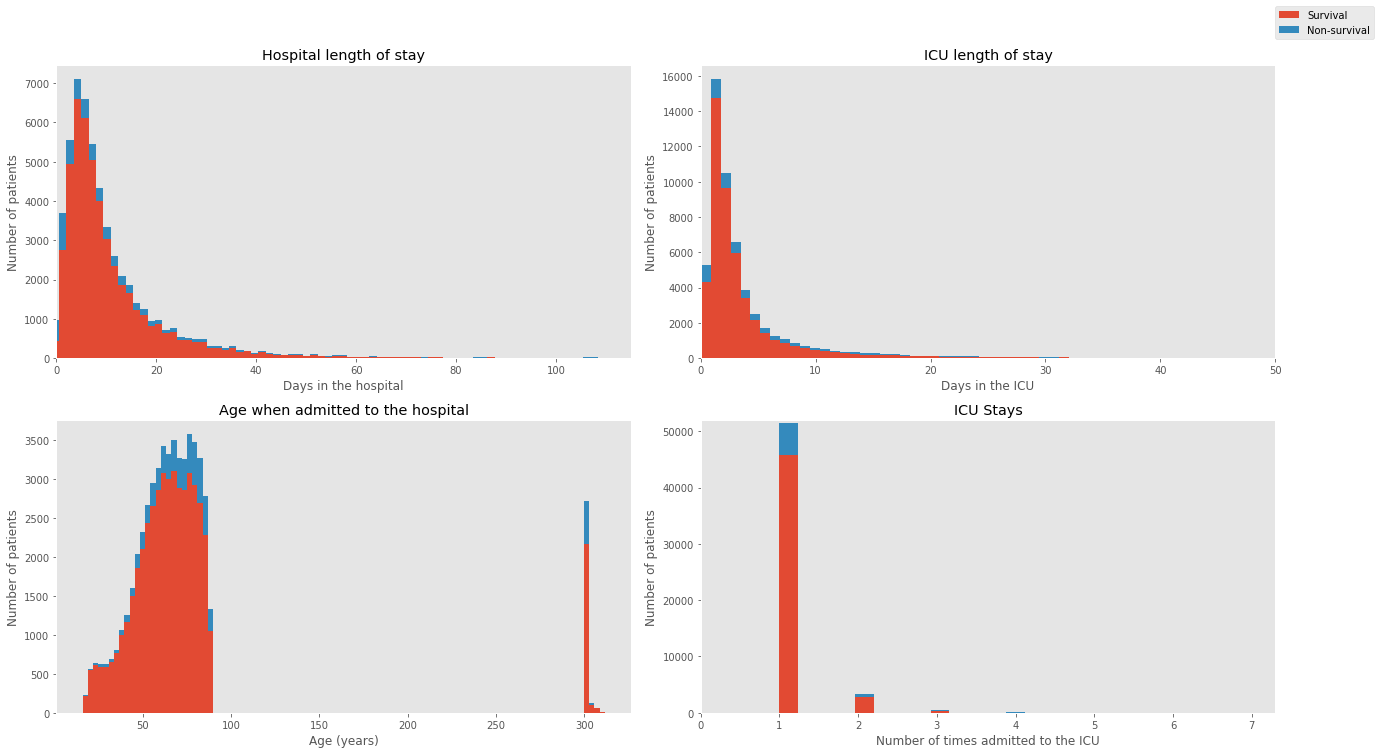 Survival
Non-survival
Hospital length of stay
Number of patients
7000
6000
5000
4000
3000
2000
1000
0
0 20 40 60 80 100
Days in the hospital
ICU length of stay
Number of patients
16000
14000
12000
10000
8000
6000
4000
2000
0
0 10 20 30 40 50
Days in the ICU
Age when admitted to the hospital
Number of patients
3500
3000
2500
2000
1500
1000
500
0
50 100 150 200 250 300
Age (years)
ICU Stays
Number of patients
50000
40000
30000
20000
10000
0
0 1 2 3 4 5 6 7
Number of times admitted to the ICU